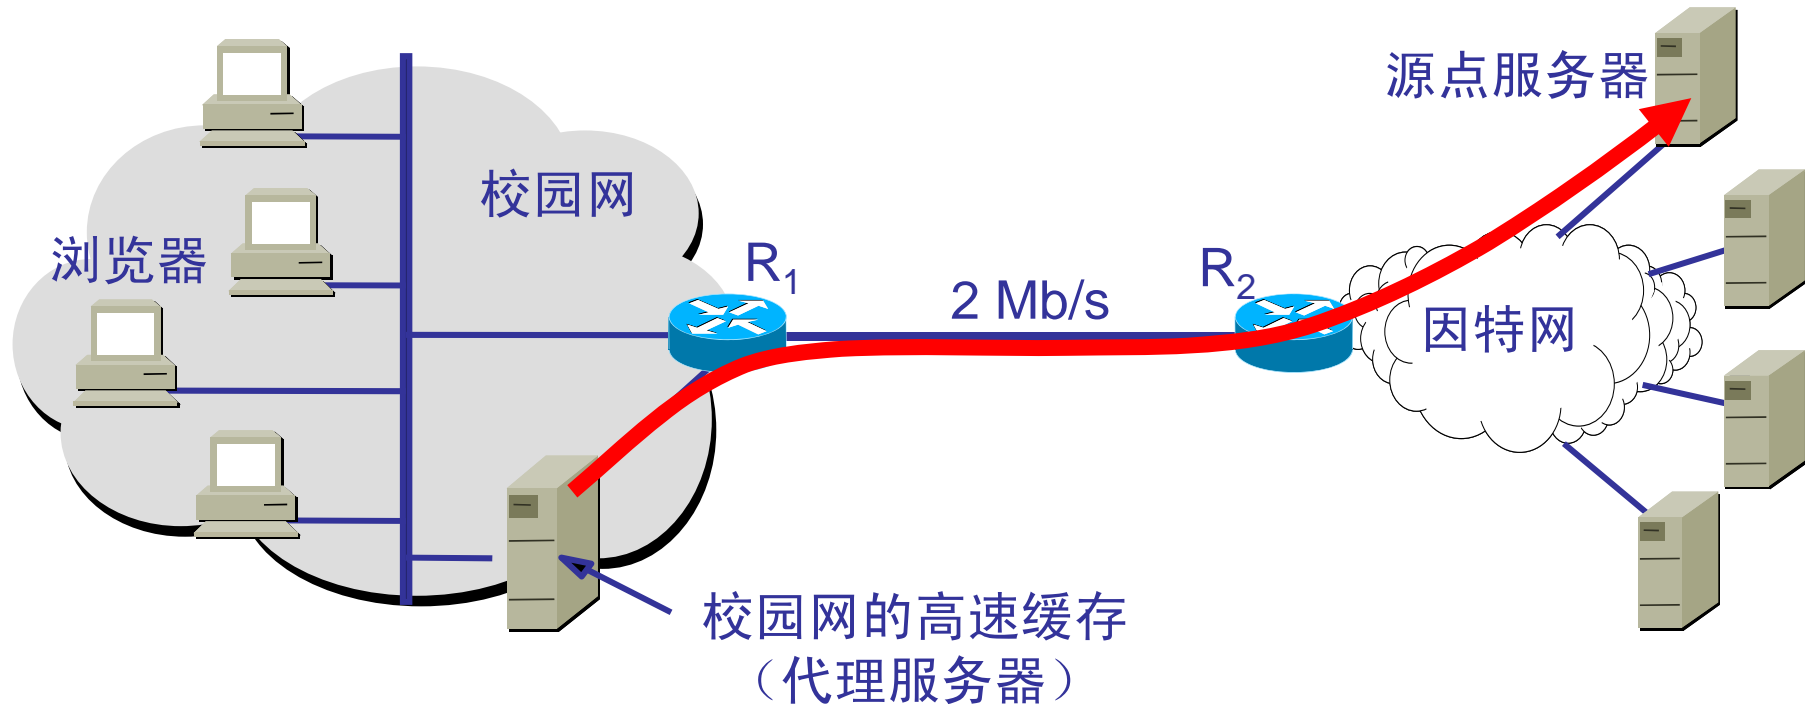 源点服务器
校园网
浏览器
R1
2 Mb/s
R2
因特网
校园网的高速缓存
（代理服务器）